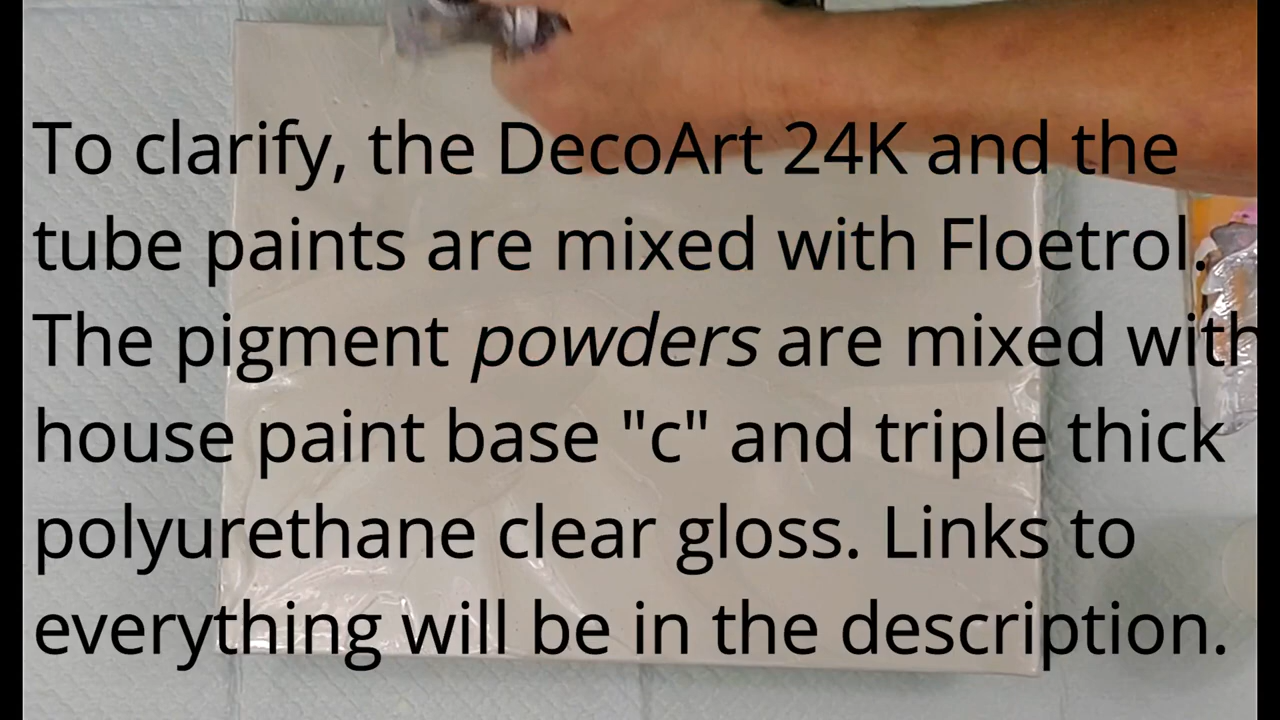 To clarify, the DecoArt 24K and the
tube paints are mixed with Floetrol.
The pigment powders are mixed with
house paint base "c" and triple thick
polyurethane clear gloss. Links to
everything will be in the description.